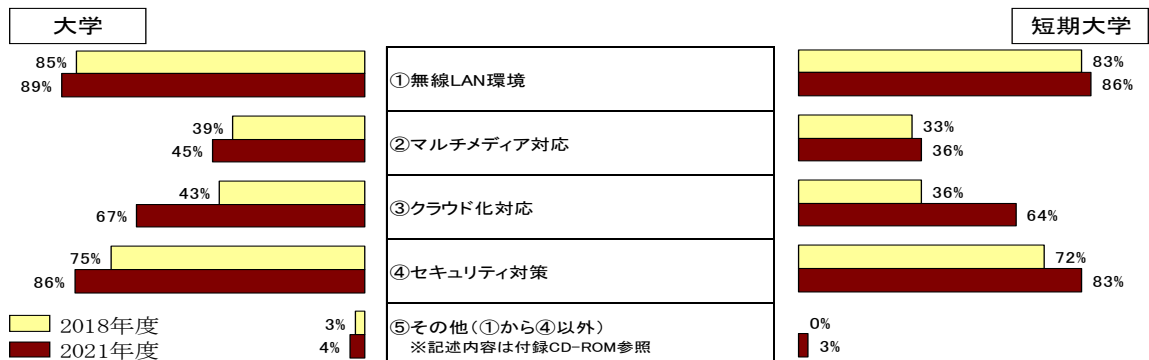 大学
短期大学
85%
89%
①無線LAN環境
83%
86%
39%
45%
②マルチメディア対応
33%
36%
43%
67%
③クラウド化対応
36%
64%
75%
86%
④セキュリティ対策
72%
83%
2018年度
2021年度
3%
4%
⑤その他(①から④以外)
※記述内容は付録CD-ROM参照
0%
3%